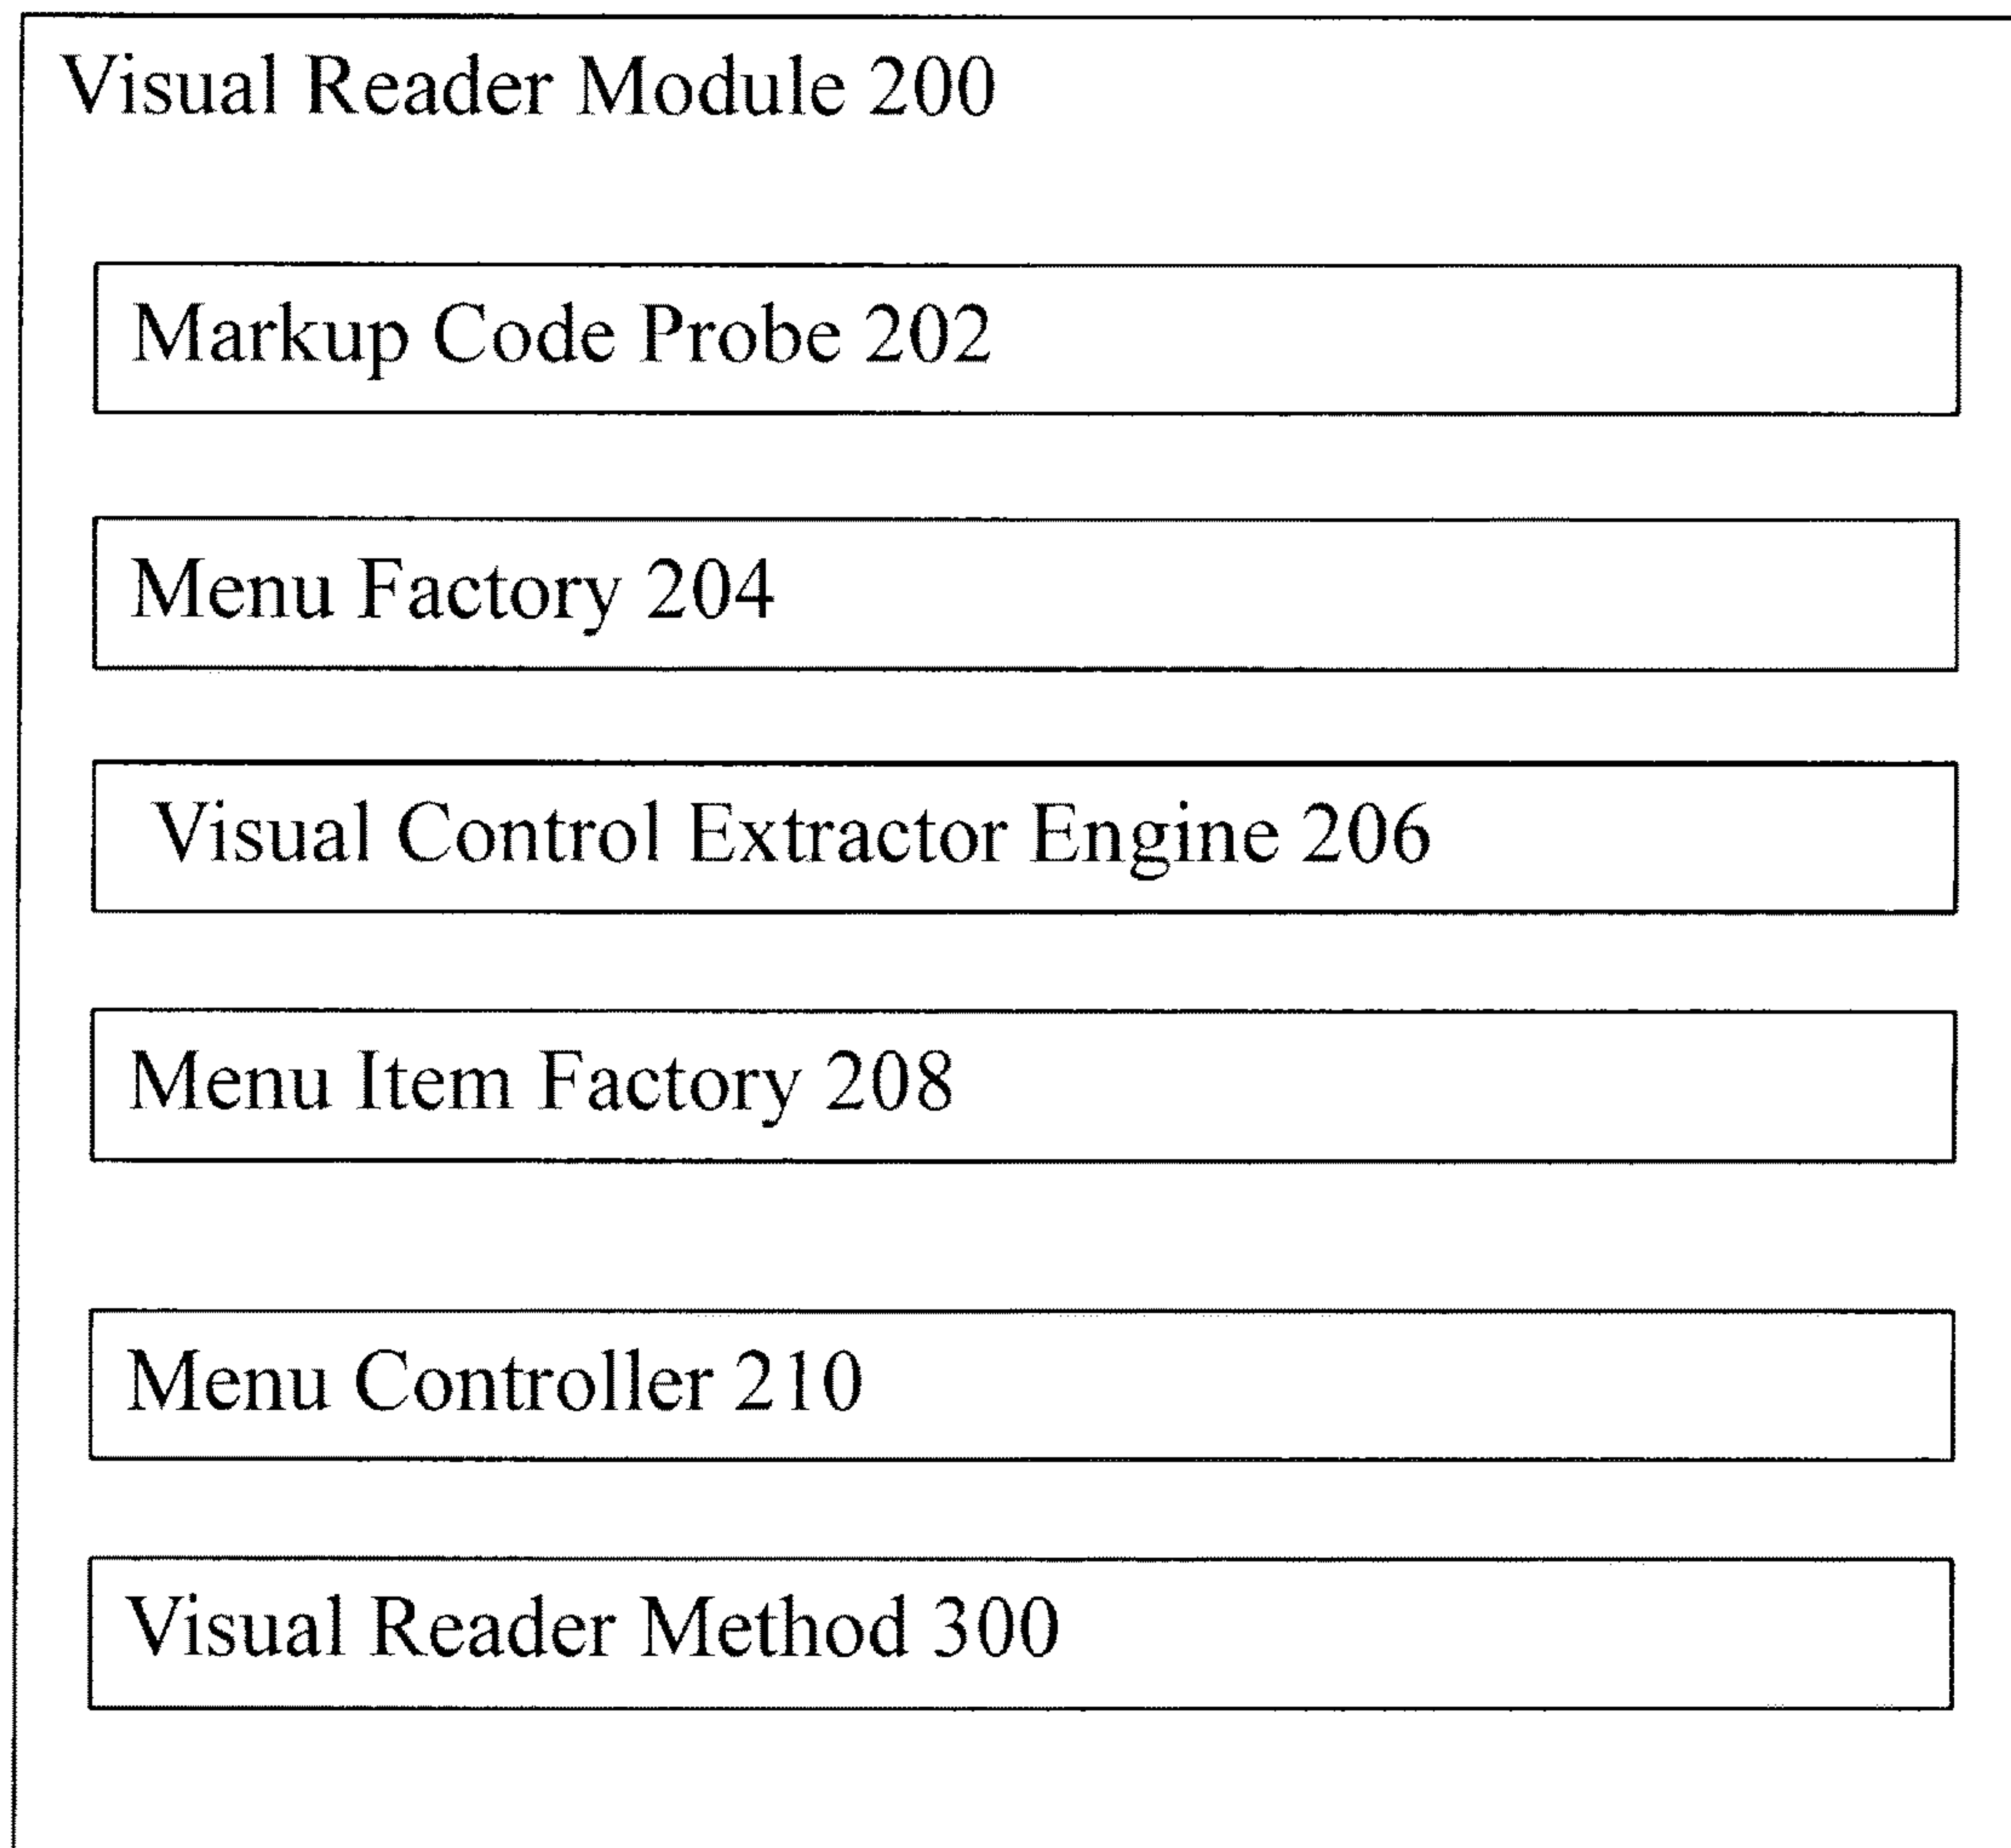 Visual Reader Module 200
Markup Code Probe 202
Menu Factory 204
Visual Control Extractor Engine 206
Menu Item Factory 208
Menu Controller 210
Visual Reader Method 300